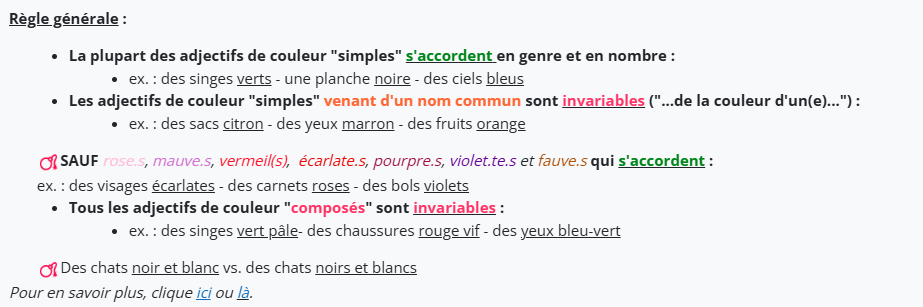 Règle générale :
La plupart des adjectifs de couleur "simples" s'accordent en genre et en nombre :
ex. : des singes verts - une planche noire - des ciels bleus
Les adjectifs de couleur "simples" venant d'un nom commun sont invariables ("...de la couleur d'un(e)...") :
ex. : des sacs citron - des yeux marron - des fruits orange
SAUF rose.s, mauve.s, vermeil(s), écarlate.s, pourpre.s, violet.te.s et fauve.s qui s'accordent :
ex. : des visages écarlates - des carnets roses - des bols violets
Tous les adjectifs de couleur "composés" sont invariables :
ex. : des singes vert pâle- des chaussures rouge vif - des yeux bleu-vert
Des chats noir et blanc vs. des chats noirs et blancs
Pour en savoir plus, clique ici ou là.